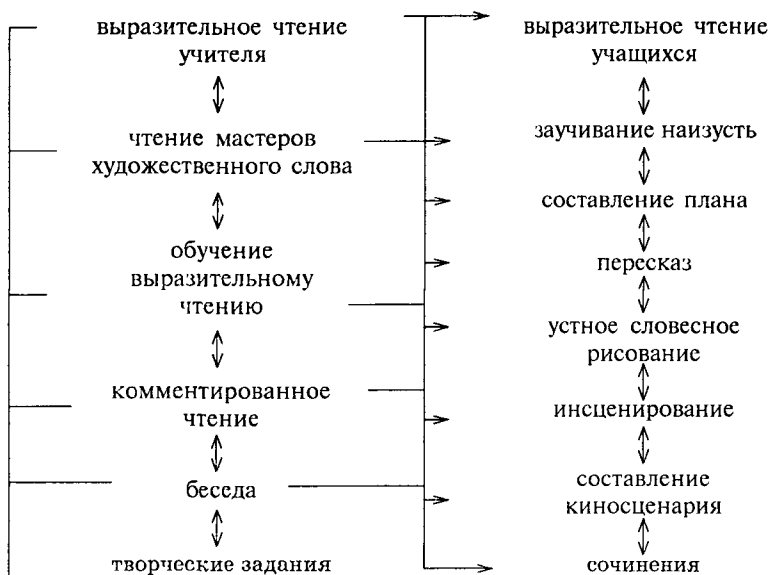 выразительное чтение
учителя
чтение мастеров
художественного слова
обучение
выразительному
чтению
комментированное
чтение
беседа
творческие задания
выразительное чтение
учащихся
заучивание наизусть
составление плана
пересказ
устное словесное
рисование
инсценирование
составление
киносценария
сочинения